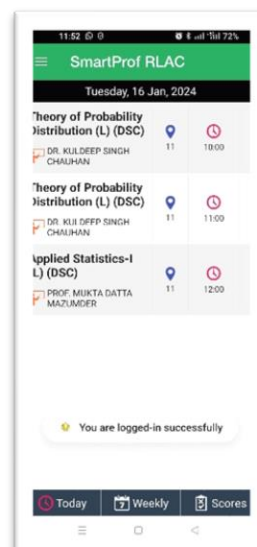 11:52 72%
SmartProf RLAC
Tuesday, 16 Jan, 2024
Theory of Probability
Distribution (L) (DSC)
DR. KULDEEP SINGH
CHAUHAN
11
10:00
Theory of Probability
Distribution (L) (DSC)
DR. KULDEEP SINGH
CHAUHAN
11
11:00
Applied Statistics-I
(L) (DSC)
PROF. MUKTA DATTA
MAZUMDER
11
12:00
You are logged-in successfully
Today 7 Weekly Scores